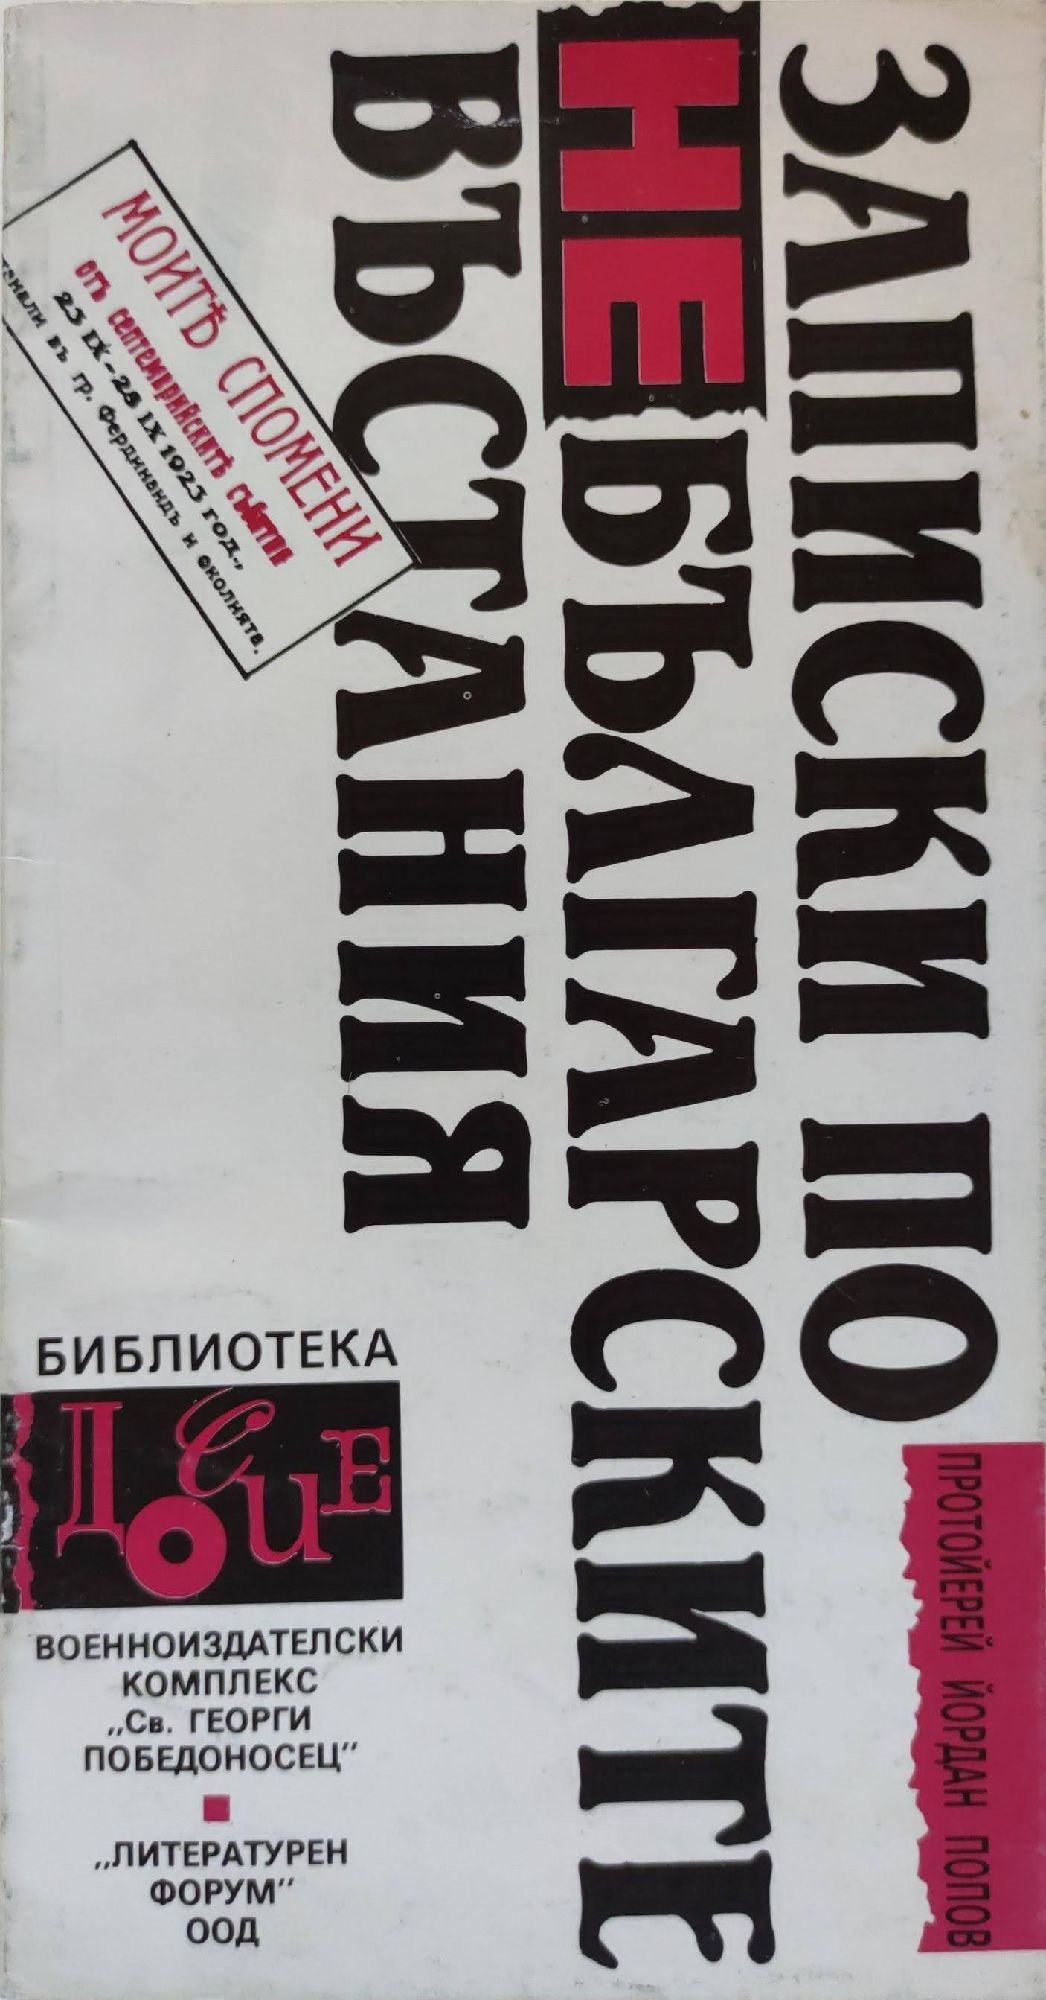 ПРОТОЙЕРЕЙ ЙОРДАН ПОПОВ
ЗАПИСКИ ПО
НЕБЪЛГАРСКИТЕ
ВЪСТАНИЯ
МОИТѢ СПОМЕНИ
отъ септемврийскитѣ събития
23 IX - 28 IX 1923 год.,
въ гр. Фердинандъ и околията.
БИБЛИОТЕКА
ДОСИЕ
ВОЕННОИЗДАТЕЛСКИ
КОМПЛЕКС
„Св. ГЕОРГИ
ПОБЕДОНОСЕЦ”
„ЛИТЕРАТУРЕН
ФОРУМ”
ООД